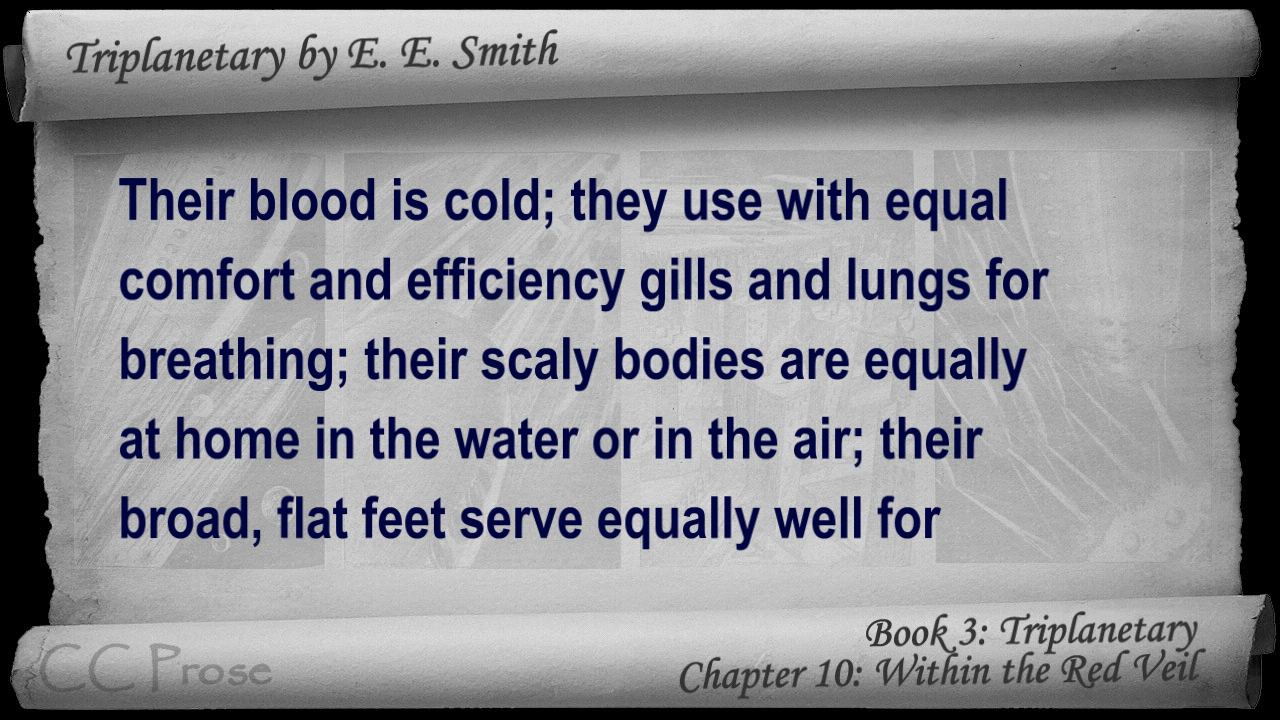 Triplanetary by E. E. Smith
Their blood is cold; they use with equal
comfort and efficiency gills and lungs for
breathing; their scaly bodies are equally
at home in the water or in the air; their
broad, flat feet serve equally well for
Book 3: Triplanetary
Chapter 10: Within the Red Veil
CC Prose